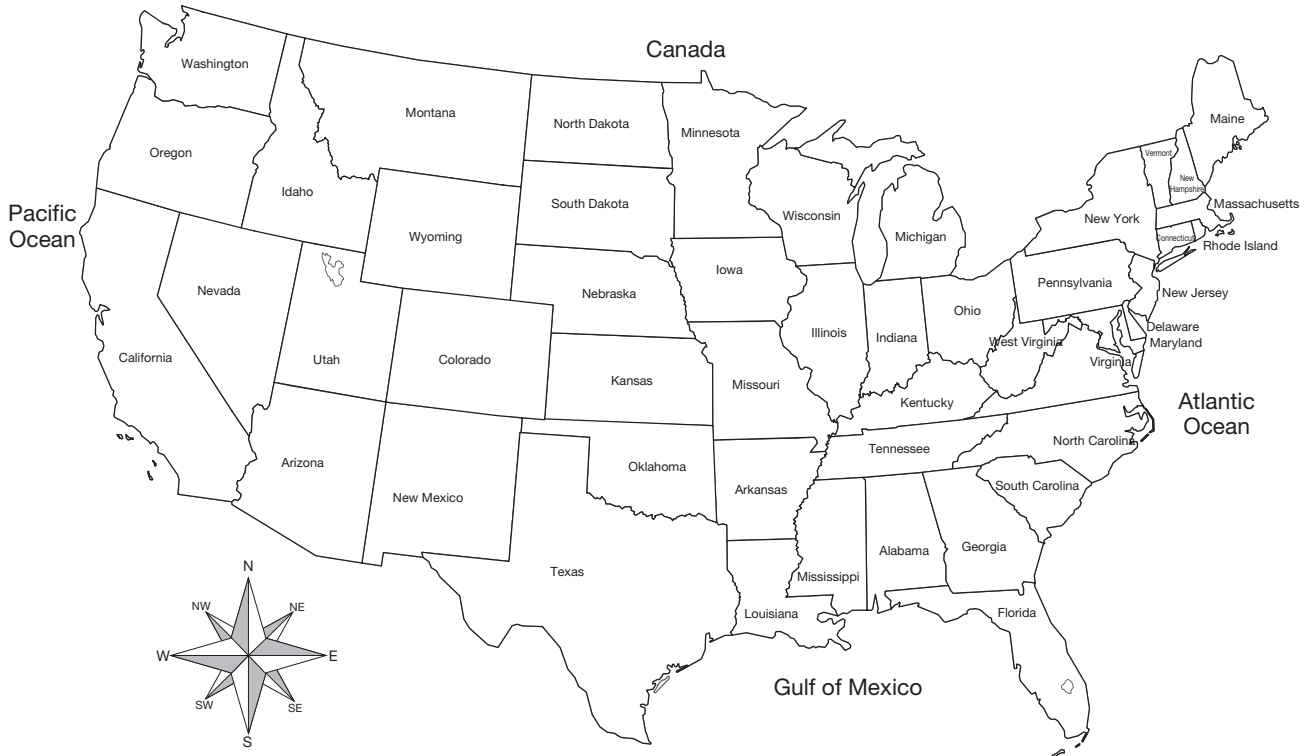 Canada
Washington
Montana
North Dakota
Minnesota
Maine
Oregon
Idaho
Vermont
New
Hampshire
Pacific
Ocean
Wyoming
South Dakota
Wisconsin
Michigan
New York
Massachusetts
Connecticut
Rhode Island
Nevada
Iowa
Nebraska
Pennsylvania
New Jersey
California
Utah
Colorado
Illinois
Indiana
Ohio
Delaware
Maryland
West Virginia
Virginia
Kansas
Missouri
Kentucky
Atlantic
Ocean
Arizona
New Mexico
Oklahoma
Arkansas
Tennessee
North Carolina
South Carolina
Texas
Mississippi
Alabama
Georgia
Louisiana
Florida
Gulf of Mexico
N
NW
NE
W
E
SW
SE
S